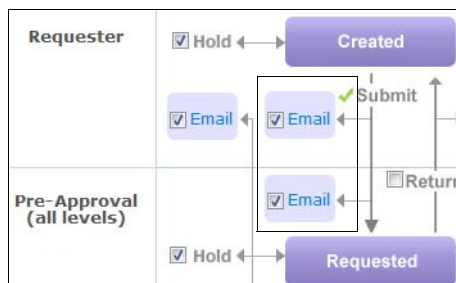 Requester
Hold
Created
Submit
Email
Email
Return
Email
Pre-Approval
(all levels)
Hold
Requested